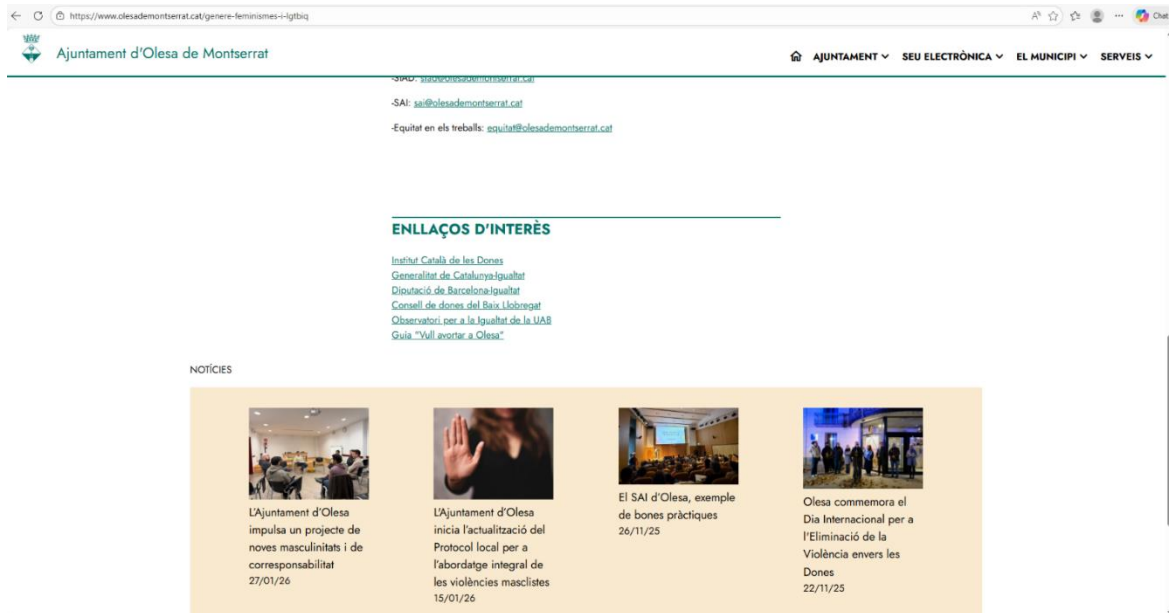 https://www.olesademontserrat.cat/genere-feminismes-i-lgtbiq
Chat
Ajuntament d'Olesa de Montserrat
AJUNTAMENT
SEU ELECTRÒNICA
EL MUNICIPI
SERVEIS
-SIAD: siad@olesademontserrat.cat
-SAI: sai@olesademontserrat.cat
-Equitat en els treballs: equitat@olesademontserrat.cat
ENLLAÇOS D'INTERÈS
Institut Català de les Dones
Generalitat de Catalunya-Igualtat
Diputació de Barcelona-Igualtat
Consell de dones del Baix Llobregat
Observatori per a la Igualtat de la UAB
Guia "Vull avortar a Olesa"
NOTÍCIES
L'Ajuntament d'Olesa
impulsa un projecte de
noves masculinitats i de
corresponsabilitat
27/01/26
L'Ajuntament d'Olesa
inicia l'actualització del
Protocol local per a
l'abordatge integral de
les violències masclistes
15/01/26
El SAI d'Olesa, exemple
de bones pràctiques
26/11/25
Olesa commemora el
Dia Internacional per a
l'Eliminació de la
Violència envers les
Dones
22/11/25